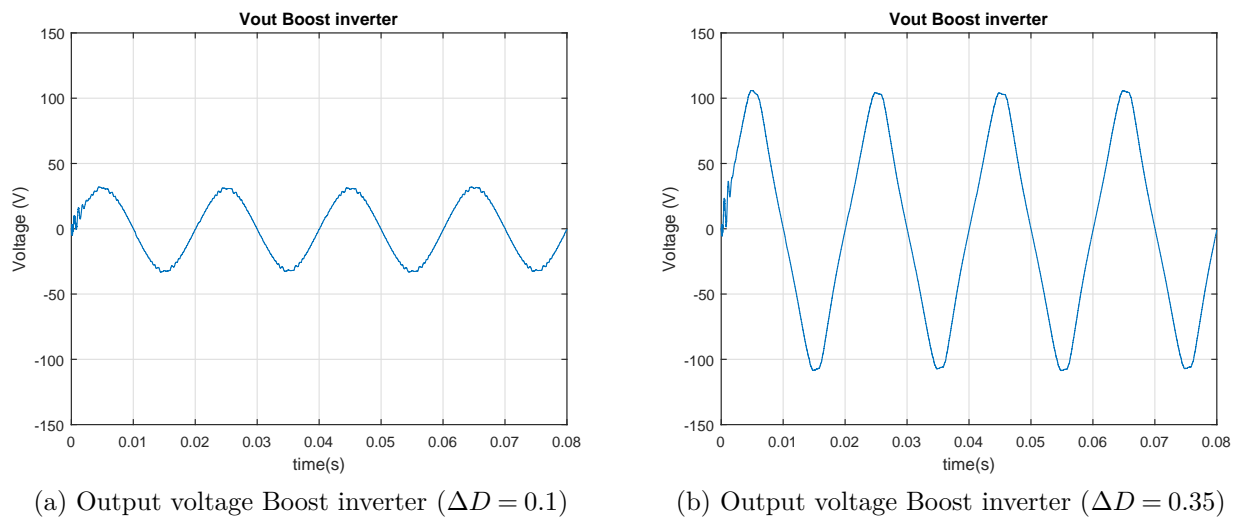 Vout Boost inverter
150
100
50
0
-50
-100
-150
Voltage (V)
0 0.01 0.02 0.03 0.04 0.05 0.06 0.07 0.08
time(s)
(a) Output voltage Boost inverter (ΔD = 0.1)
Vout Boost inverter
150
100
50
0
-50
-100
-150
Voltage (V)
0 0.01 0.02 0.03 0.04 0.05 0.06 0.07 0.08
time(s)
(b) Output voltage Boost inverter (ΔD = 0.35)